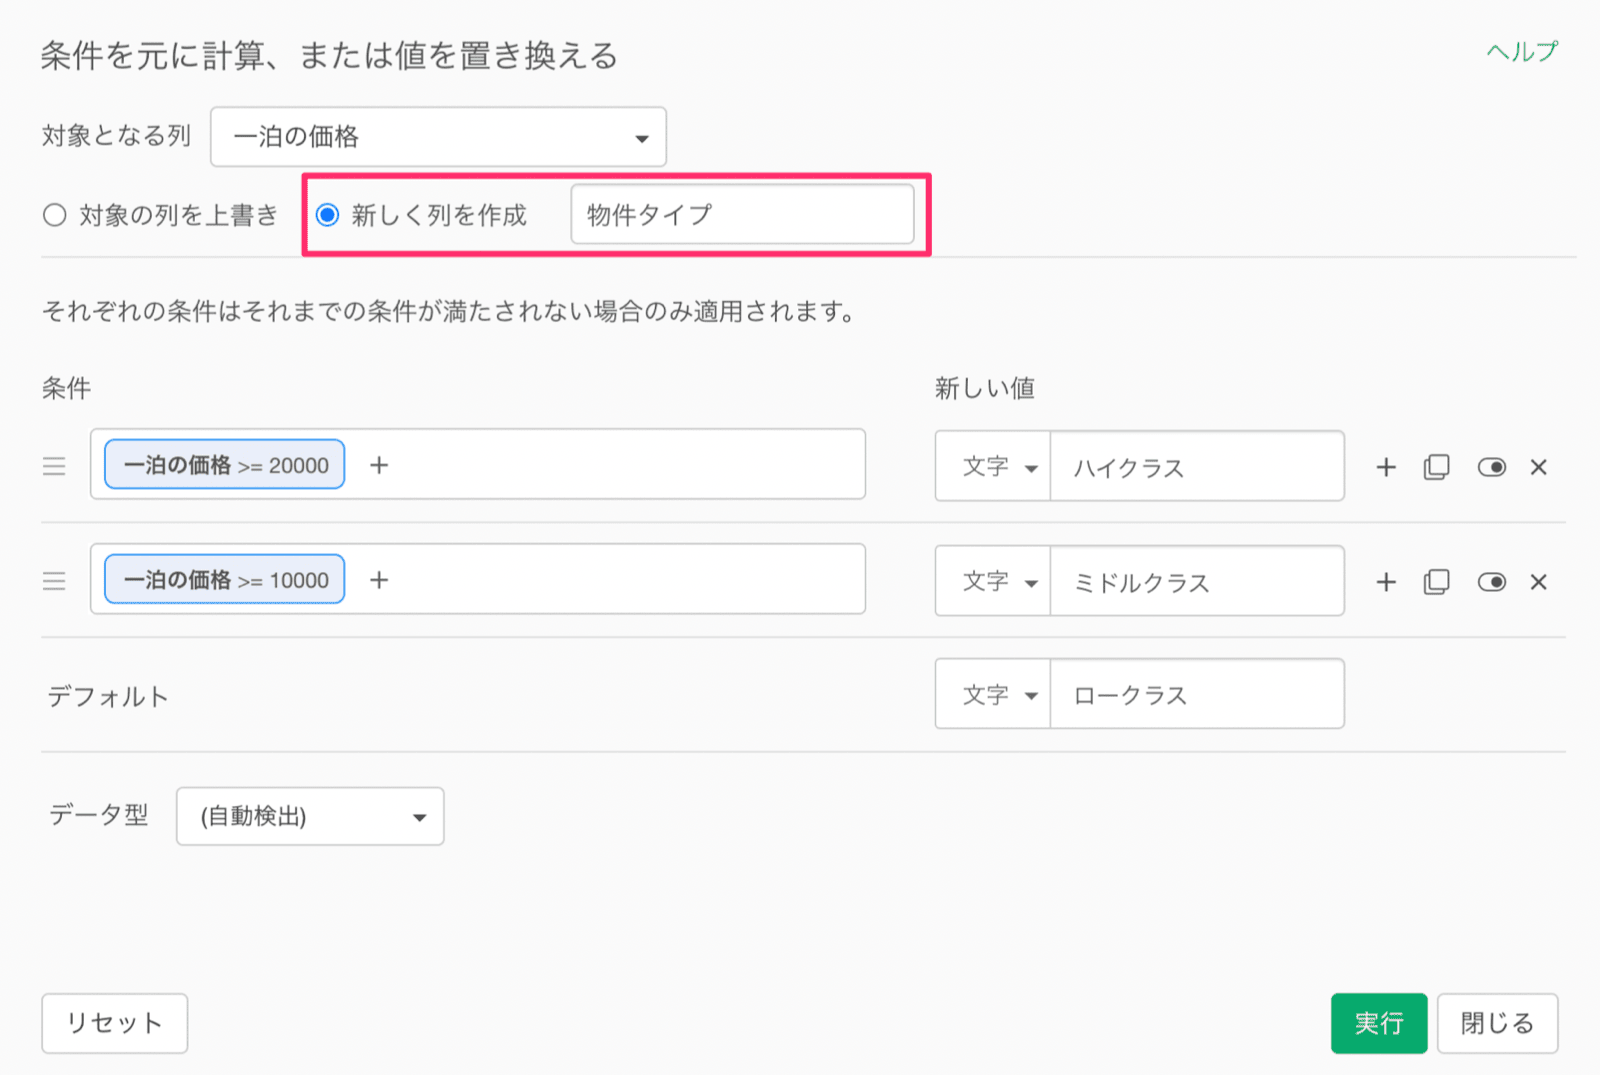 条件を元に計算、または値を置き換える
ヘルプ
対象となる列
一泊の価格
対象の列を上書き
新しく列を作成
物件タイプ
それぞれの条件はそれまでの条件が満たされない場合のみ適用されます。
条件
新しい値
一泊の価格 >= 20000
+
文字
ハイクラス
一泊の価格 >= 10000
+
文字
ミドルクラス
デフォルト
文字
ロークラス
データ型
(自動検出)
リセット
実行
閉じる